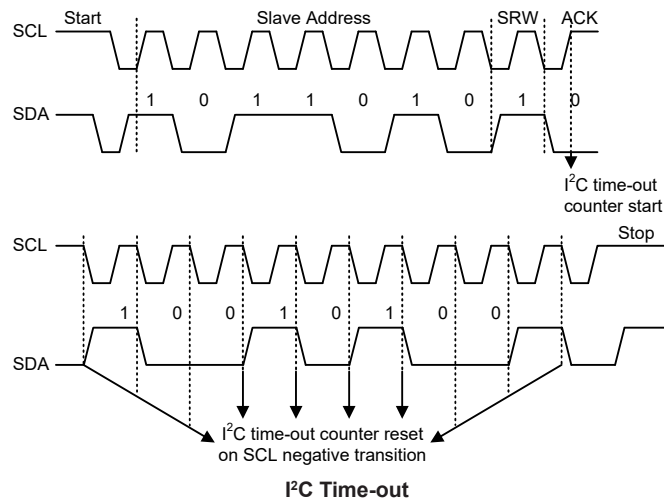 Start Slave Address SRW ACK
SCL
1 0 1 1 0 1 0 1 0
SDA
I²C time-out
counter start
Stop
SCL
1 0 0 1 0 1 0 0
SDA
I²C time-out counter reset
on SCL negative transition
I²C Time-out